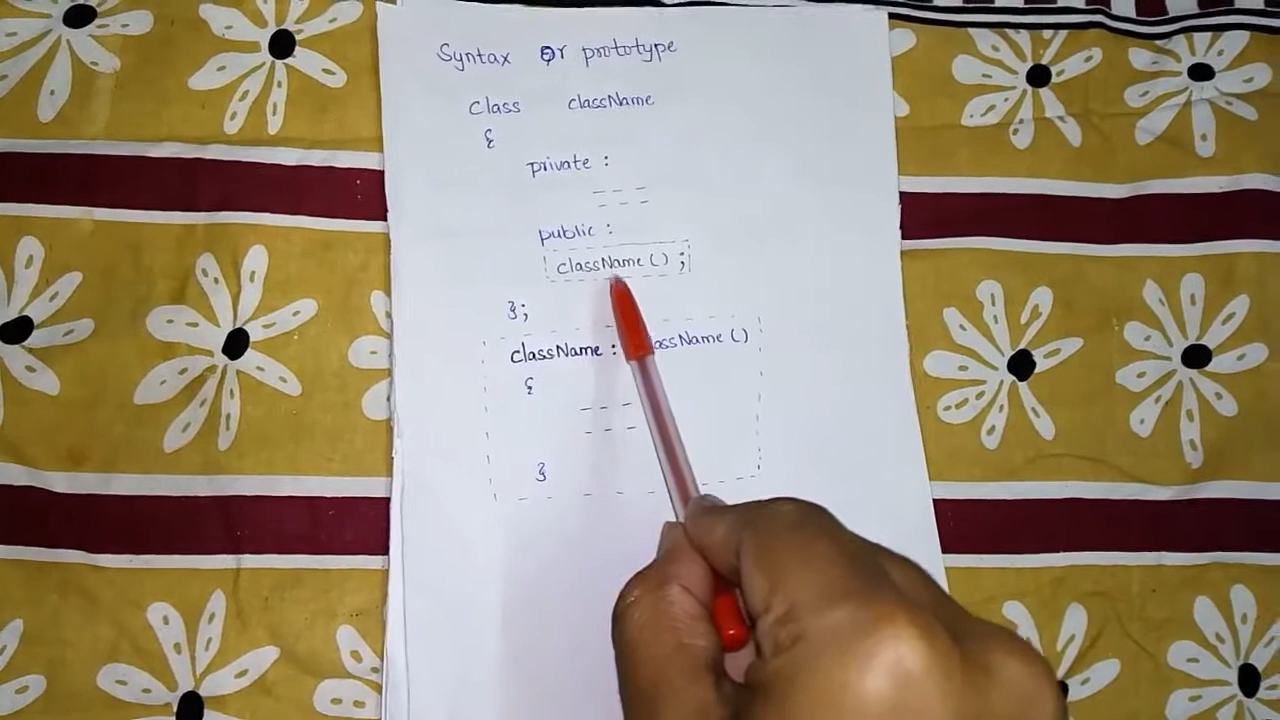 Syntax Or prototype
class className
{
private :
- - -
- - -
public :
className ( ) ;
} ;
className : ( )
{
- - -
- - -
}